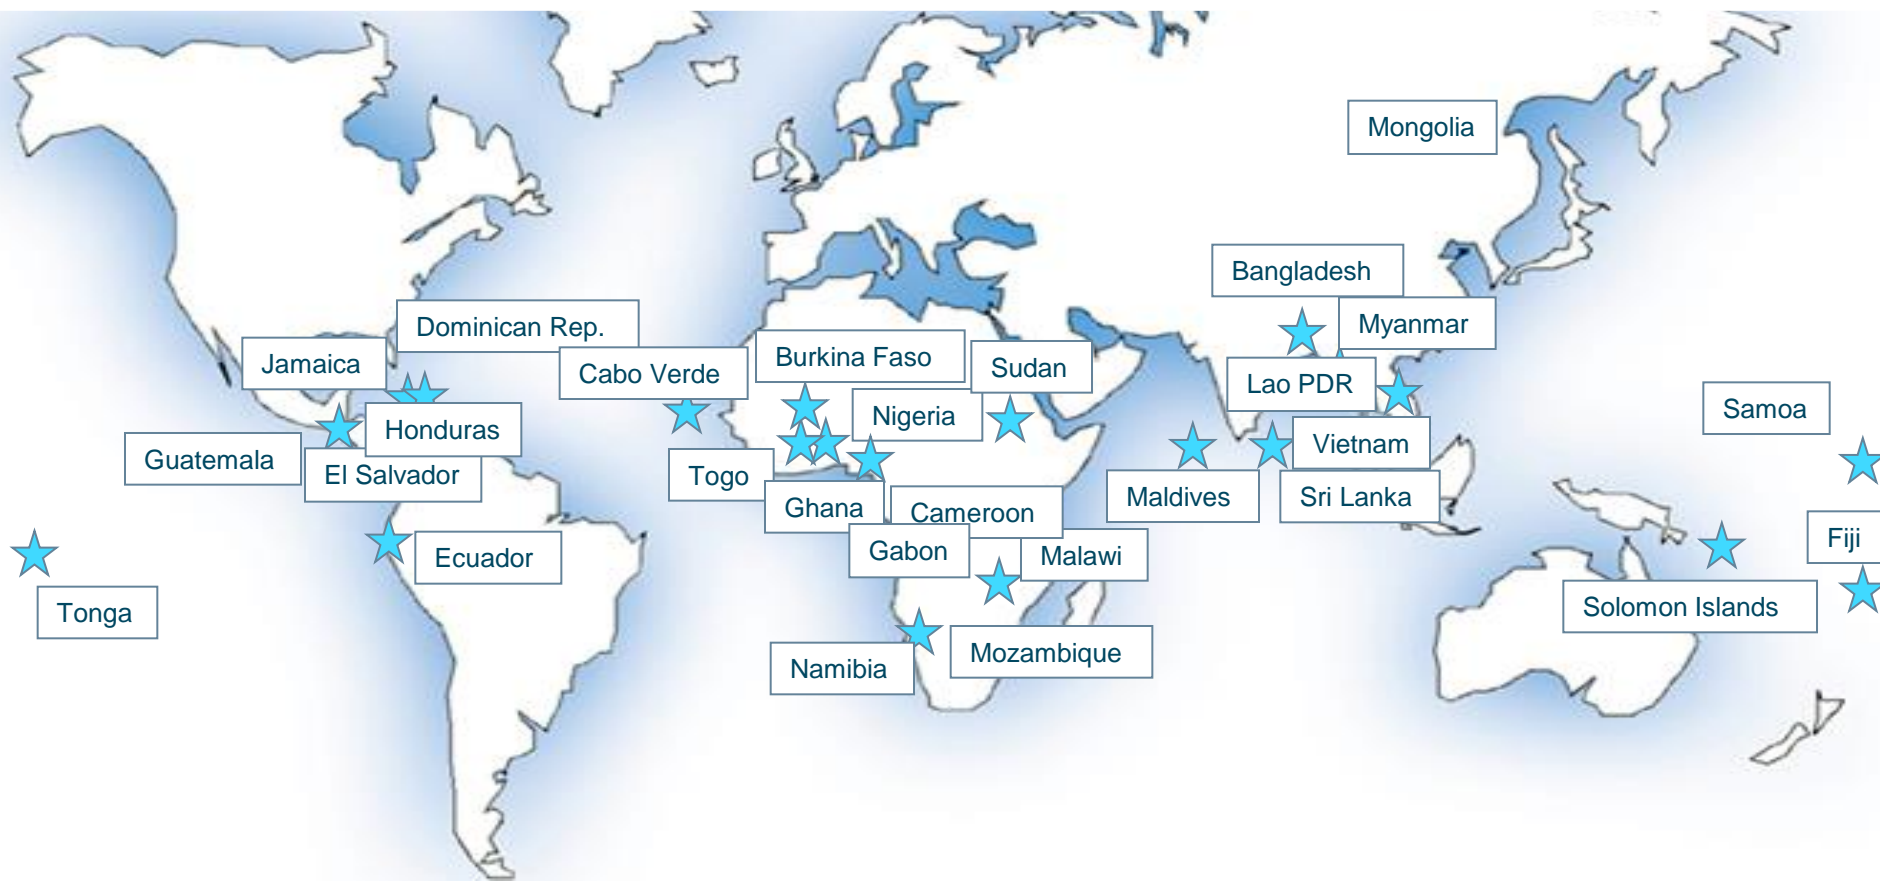 Mongolia
Bangladesh
Myanmar
Dominican Rep.
Jamaica
Cabo Verde
Burkina Faso
Sudan
Lao PDR
Samoa
Honduras
Nigeria
Vietnam
Guatemala
El Salvador
Togo
Ghana
Cameroon
Maldives
Sri Lanka
Ecuador
Gabon
Malawi
Fiji
Tonga
Solomon Islands
Namibia
Mozambique